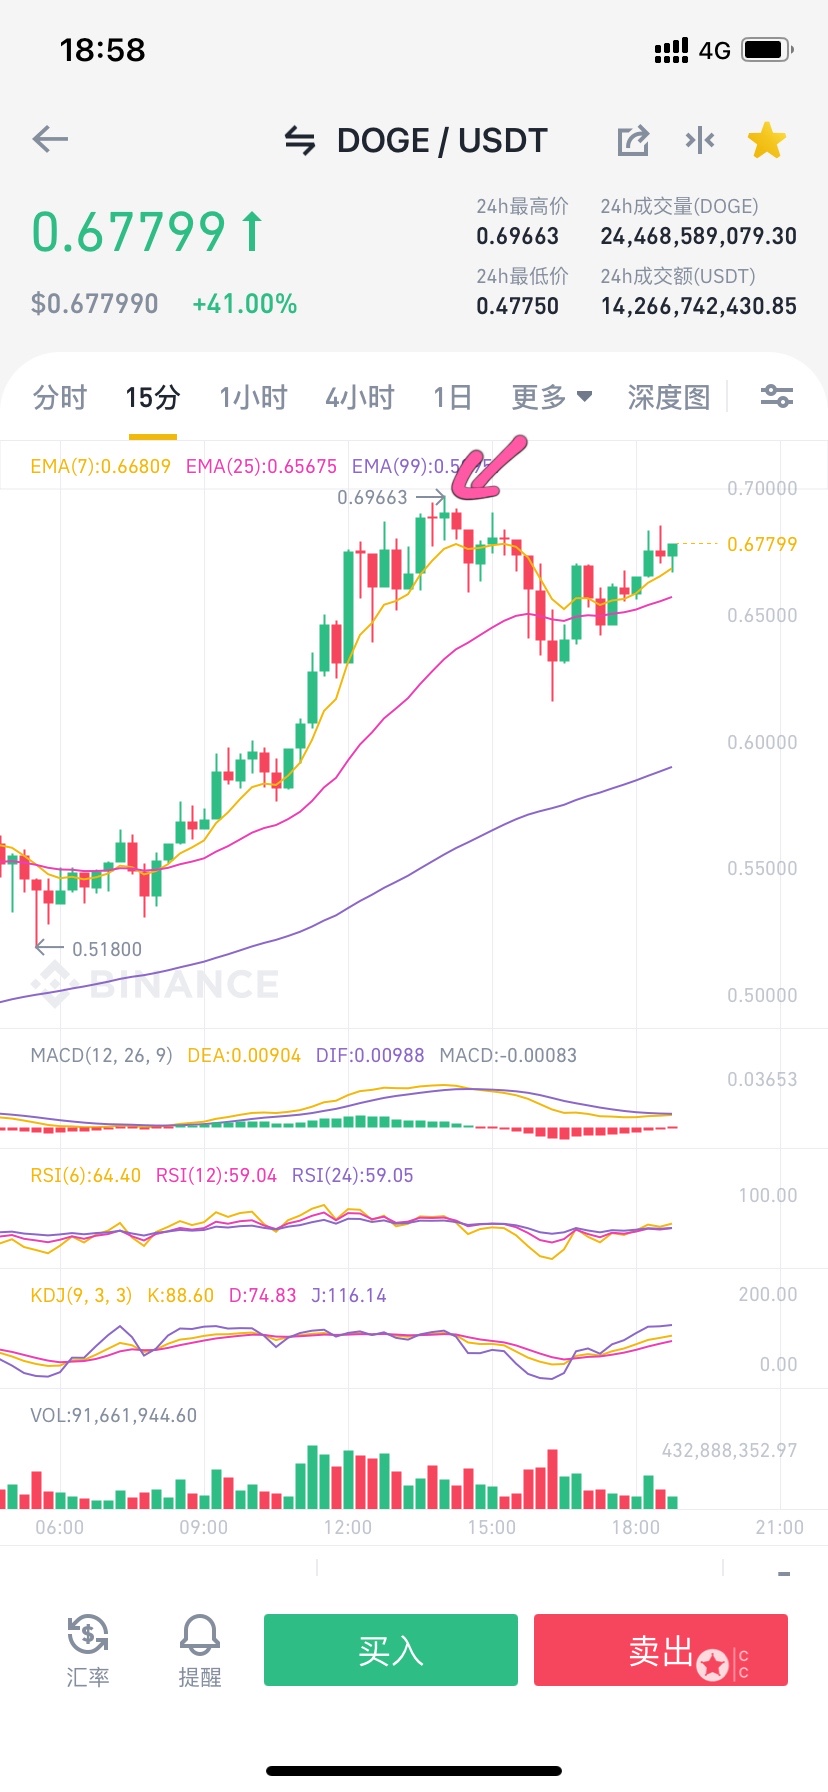 18:58
4G
DOGE / USDT
0.67799
$0.677990 +41.00%
24h最高价
0.69663
24h成交量(DOGE)
24,468,589,079.30
24h最低价
0.47750
24h成交额(USDT)
14,266,742,430.85
分时 15分 1小时 4小时 1日 更多 深度图
EMA(7):0.66809 EMA(25):0.65675 EMA(99):0.5
0.70000
0.69663
0.67799
0.65000
0.60000
0.55000
0.51800
BINANCE
0.50000
MACD(12, 26, 9) DEA:0.00904 DIF:0.00988 MACD:-0.00083
0.03653
RSI(6):64.40 RSI(12):59.04 RSI(24):59.05
100.00
KDJ(9, 3, 3) K:88.60 D:74.83 J:116.14
200.00
0.00
VOL:91,661,944.60
432,888,352.97
06:00 09:00 12:00 15:00 18:00 21:00
汇率 提醒 买入 卖出
CC